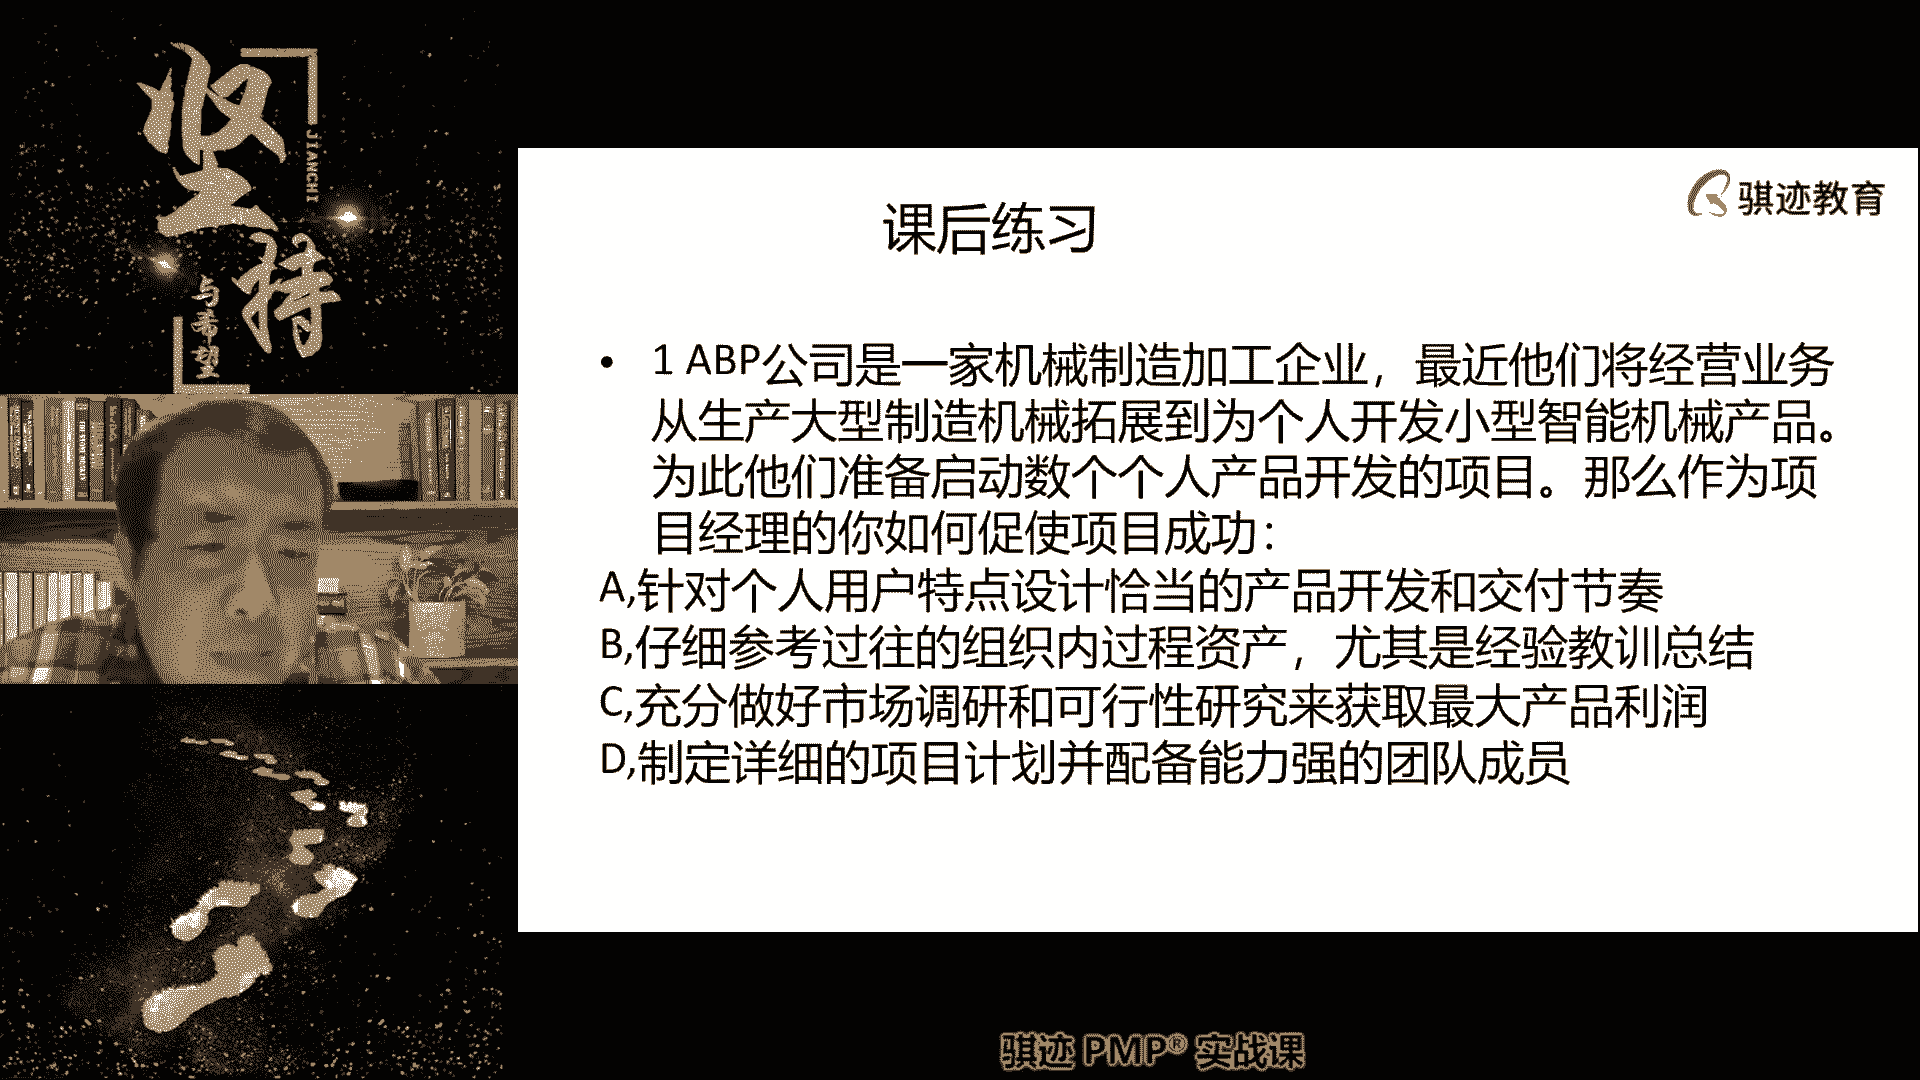 坚持
JIANCHI
与希望
骐迹教育
课后练习
• 1 ABP公司是一家机械制造加工企业，最近他们将经营业务
从生产大型制造机械拓展到为个人开发小型智能机械产品。
为此他们准备启动数个个人产品开发的项目。那么作为项
目经理的你如何促使项目成功：
A,针对个人用户特点设计恰当的产品开发和交付节奏
B,仔细参考过往的组织内过程资产，尤其是经验教训总结
C,充分做好市场调研和可行性研究来获取最大产品利润
D,制定详细的项目计划并配备能力强的团队成员
骐迹 PMP® 实战课